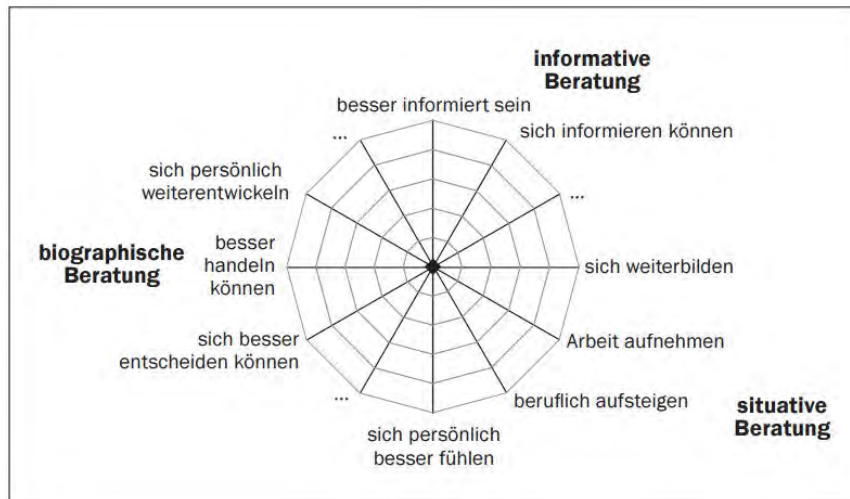 informative
Beratung
besser informiert sein
...
sich informieren können
sich persönlich
weiterentwickeln
...
biographische
Beratung
besser
handeln
können
sich weiterbilden
sich besser
entscheiden können
Arbeit aufnehmen
...
beruflich aufsteigen
situative
Beratung
sich persönlich
besser fühlen